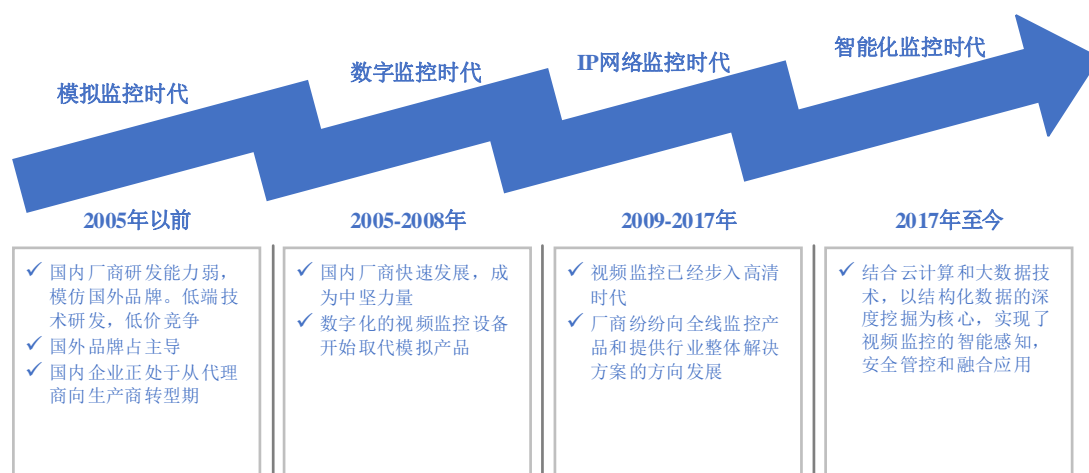 模拟监控时代
数字监控时代
IP网络监控时代
智能化监控时代
2005年以前
2005-2008年
2009-2017年
2017年至今
✓ 国内厂商研发能力弱，
模仿国外品牌。低端技
术研发，低价竞争
✓ 国外品牌占主导
✓ 国内企业正处于从代理
商向生产商转型期
✓ 国内厂商快速发展，成
为中坚力量
✓ 数字化的视频监控设备
开始取代模拟产品
✓ 视频监控已经步入高清
时代
✓ 厂商纷纷向全线监控产
品和提供行业整体解决
方案的方向发展
✓ 结合云计算和大数据技
术，以结构化数据的深
度挖掘为核心，实现了
视频监控的智能感知，
安全管控和融合应用